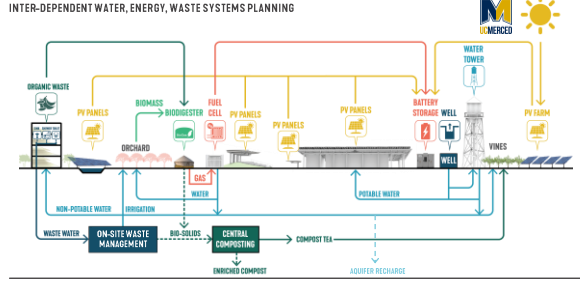 INTER-DEPENDENT WATER, ENERGY, WASTE SYSTEMS PLANNING
UCMERCED
WATER
TOWER
ORGANIC WASTE
PV PANELS
BIOMASS
BIODIGESTER
FUEL
CELL
PV PANELS
PV PANELS
PV PANELS
BATTERY
STORAGE
WELL
PV FARM
ORCHARD
VINES
WELL
GAS
WATER
POTABLE WATER
NON-POTABLE WATER
IRRIGATION
WASTE WATER
ON-SITE WASTE
MANAGEMENT
BIO-SOLIDS
CENTRAL
COMPOSTING
COMPOST TEA
ENRICHED COMPOST
AQUIFER RECHARGE